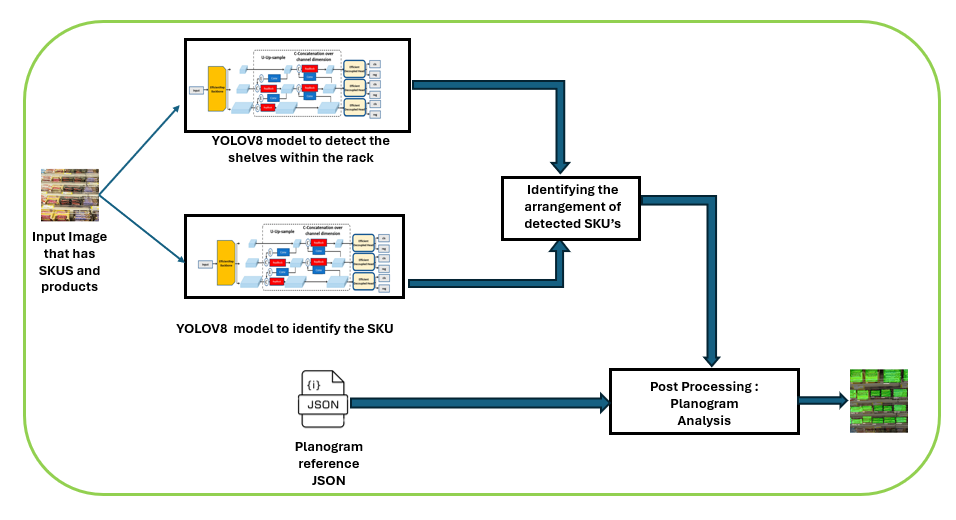 U-Up-sample
C-Concatenation over
channel dimension
Input
YOLOV8 model to detect the
shelves within the rack
Identifying the
arrangement of
detected SKU's
Input Image
that has
SKUS and
products
U-Up-sample
C-Concatenation over
channel dimension
Input
YOLOV8  model to identify the SKU
{i}
JSON
Planogram
reference
JSON
Post Processing :
Planogram
Analysis